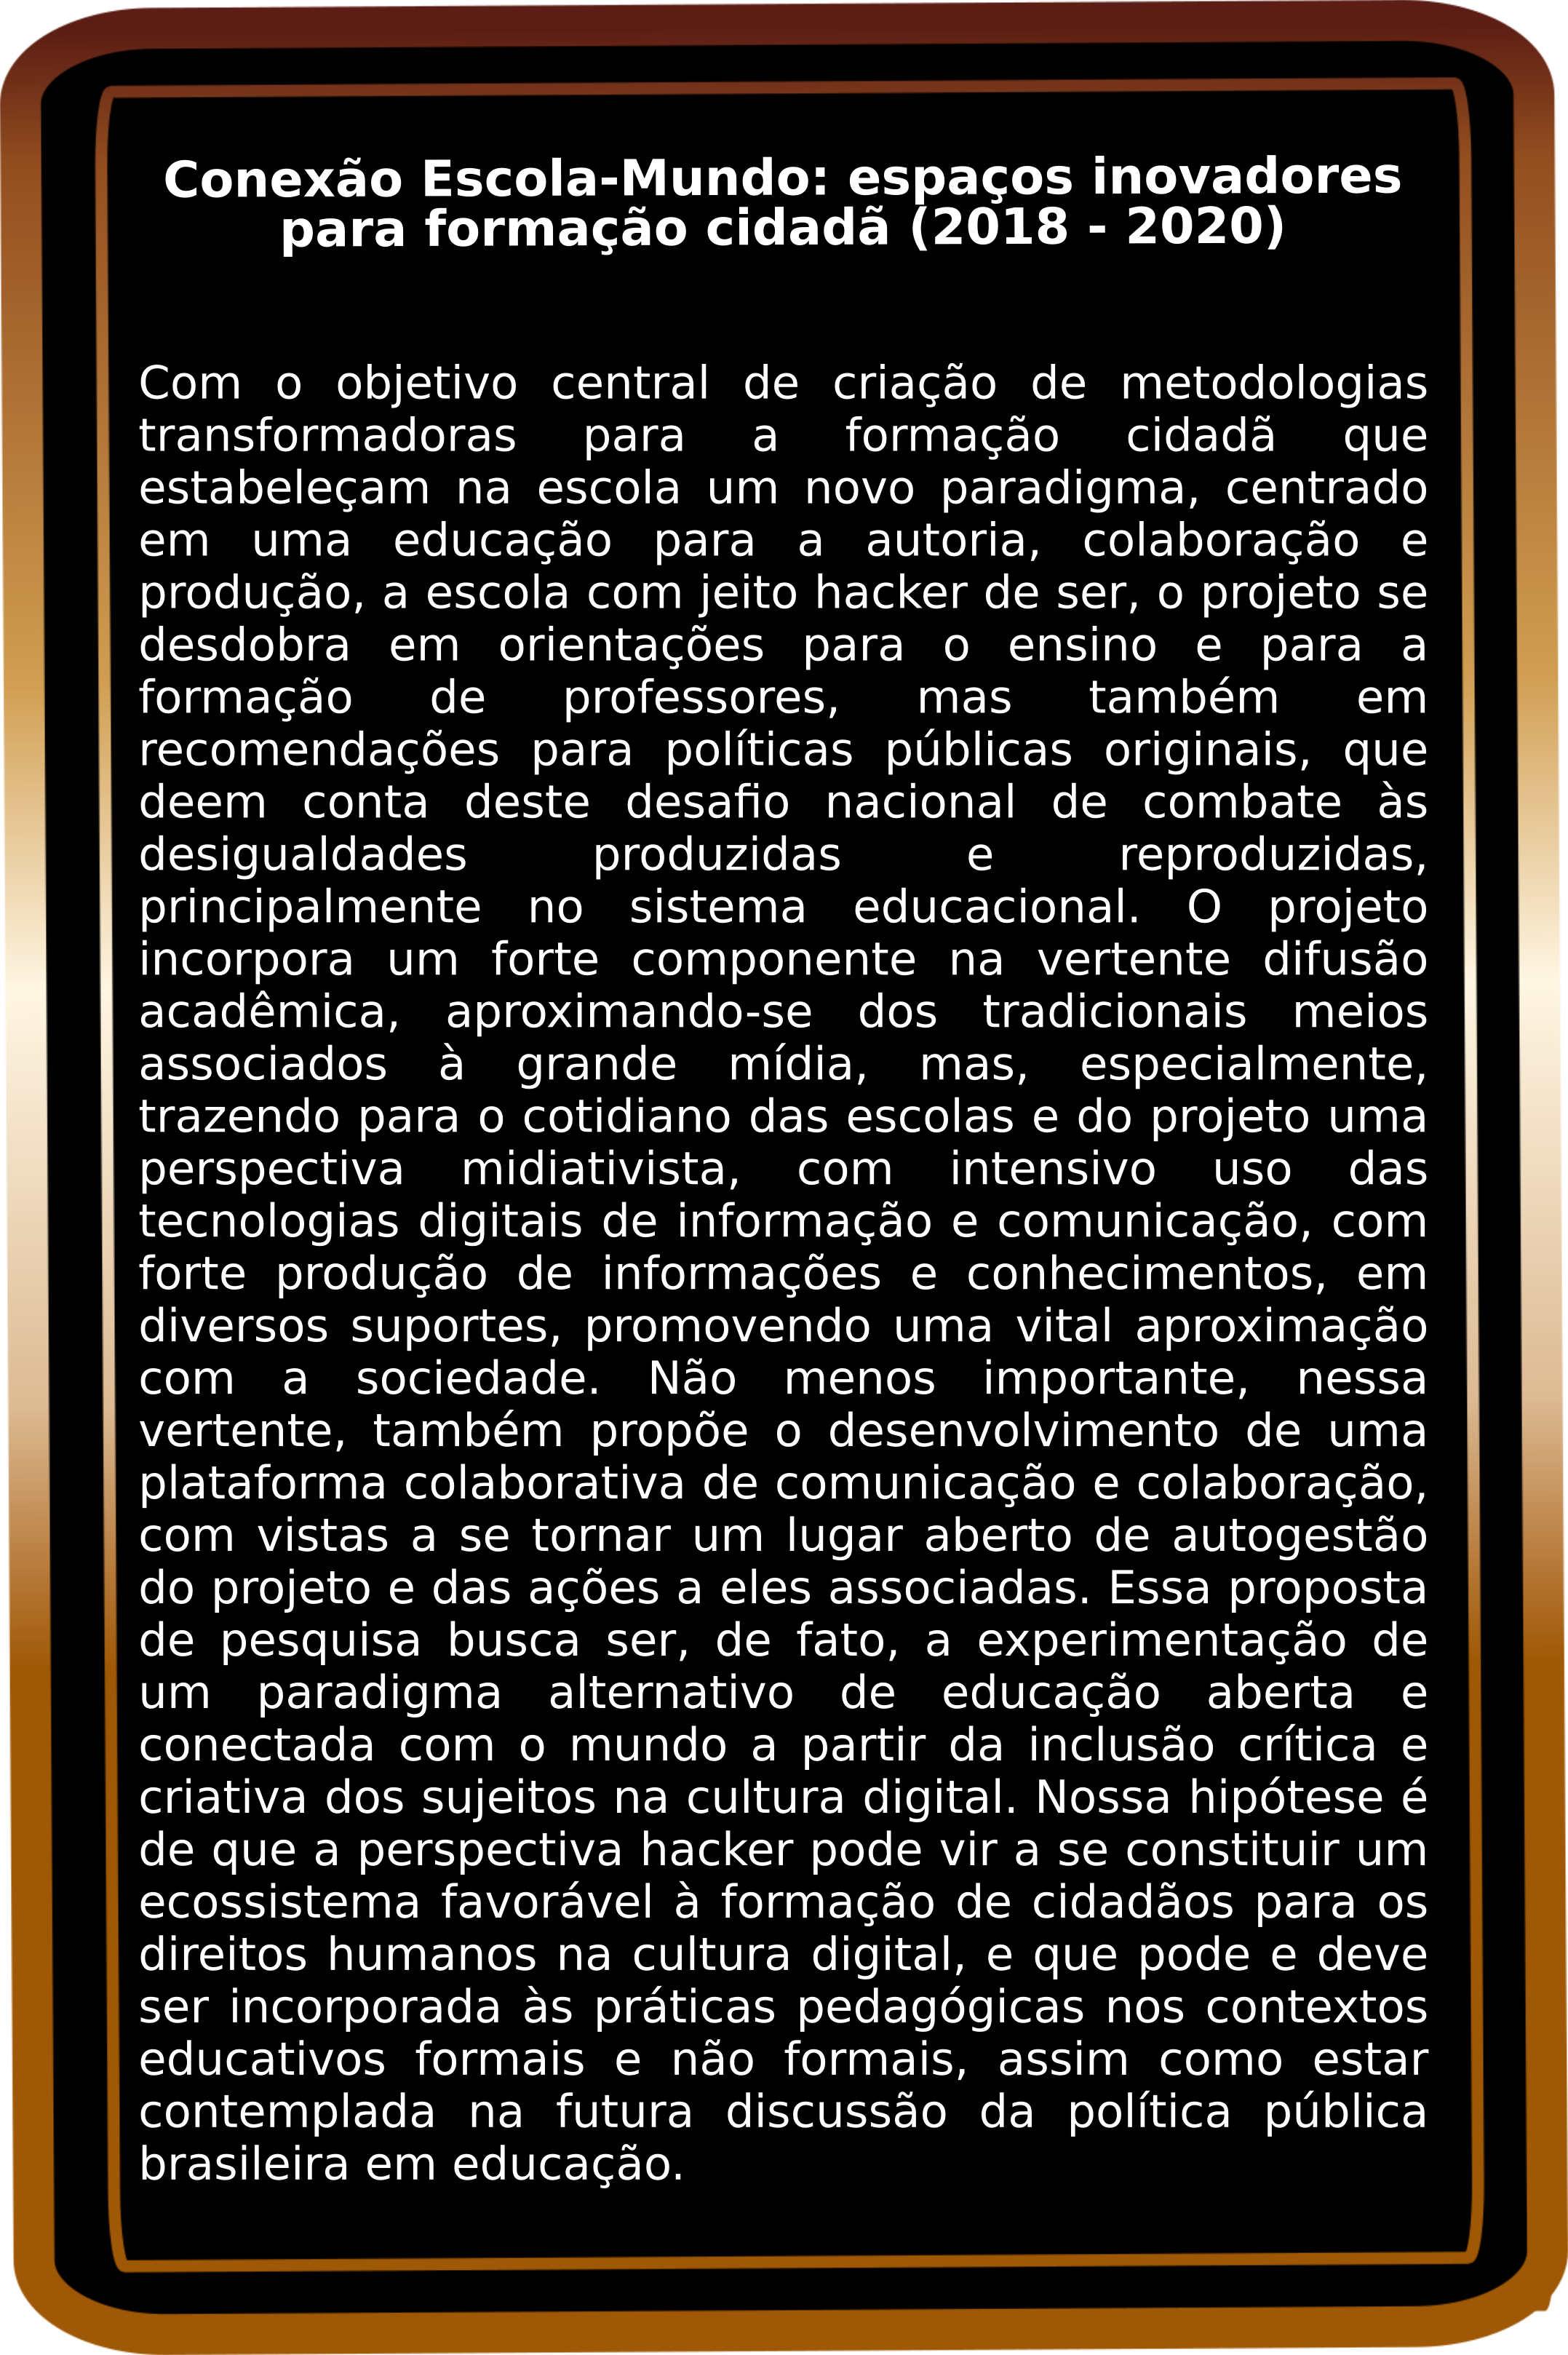 Conexão Escola-Mundo: espaços inovadores
para formação cidadã (2018 - 2020)
Com o objetivo central de criação de metodologias
transformadoras para a formação cidadã que
estabeleçam na escola um novo paradigma, centrado
em uma educação para a autoria, colaboração e
produção, a escola com jeito hacker de ser, o projeto se
desdobra em orientações para o ensino e para a
formação de professores, mas também em
recomendações para políticas públicas originais, que
deem conta deste desafio nacional de combate às
desigualdades produzidas e reproduzidas,
principalmente no sistema educacional. O projeto
incorpora um forte componente na vertente difusão
acadêmica, aproximando-se dos tradicionais meios
associados à grande mídia, mas, especialmente,
trazendo para o cotidiano das escolas e do projeto uma
perspectiva midiativista, com intensivo uso das
tecnologias digitais de informação e comunicação, com
forte produção de informações e conhecimentos, em
diversos suportes, promovendo uma vital aproximação
com a sociedade. Não menos importante, nessa
vertente, também propõe o desenvolvimento de uma
plataforma colaborativa de comunicação e colaboração,
com vistas a se tornar um lugar aberto de autogestão
do projeto e das ações a eles associadas. Essa proposta
de pesquisa busca ser, de fato, a experimentação de
um paradigma alternativo de educação aberta e
conectada com o mundo a partir da inclusão crítica e
criativa dos sujeitos na cultura digital. Nossa hipótese é
de que a perspectiva hacker pode vir a se constituir um
ecossistema favorável à formação de cidadãos para os
direitos humanos na cultura digital, e que pode e deve
ser incorporada às práticas pedagógicas nos contextos
educativos formais e não formais, assim como estar
contemplada na futura discussão da política pública
brasileira em educação.